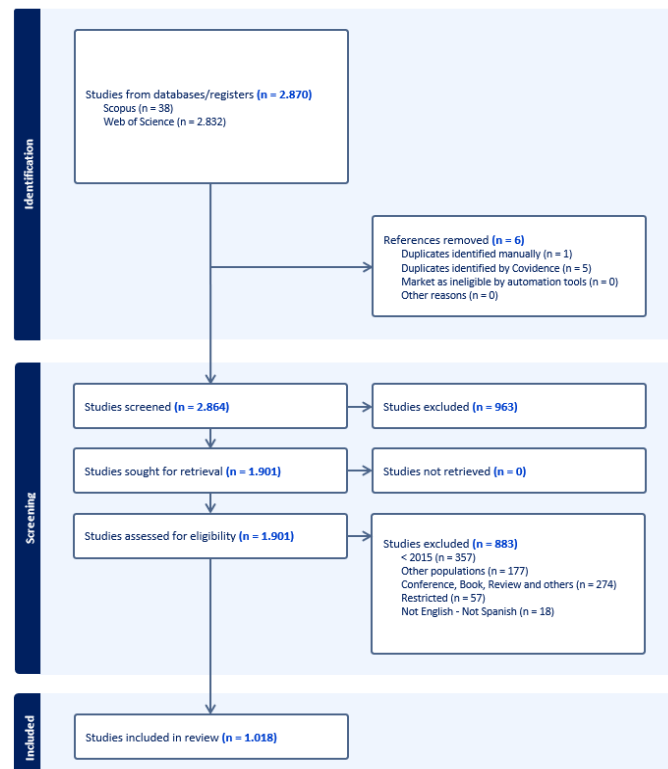 Identification
Studies from databases/registers (n = 2.870)
Scopus (n = 38)
Web of Science (n = 2.832)
References removed (n = 6)
Duplicates identified manually (n = 1)
Duplicates identified by Covidence (n = 5)
Market as ineligible by automation tools (n = 0)
Other reasons (n = 0)
Screening
Studies screened (n = 2.864)
Studies excluded (n = 963)
Studies sought for retrieval (n = 1.901)
Studies not retrieved (n = 0)
Studies assessed for eligibility (n = 1.901)
Studies excluded (n = 883)
< 2015 (n = 357)
Other populations (n = 177)
Conference, Book, Review and others (n = 274)
Restricted (n = 57)
Not English - Not Spanish (n = 18)
Included
Studies included in review (n = 1.018)